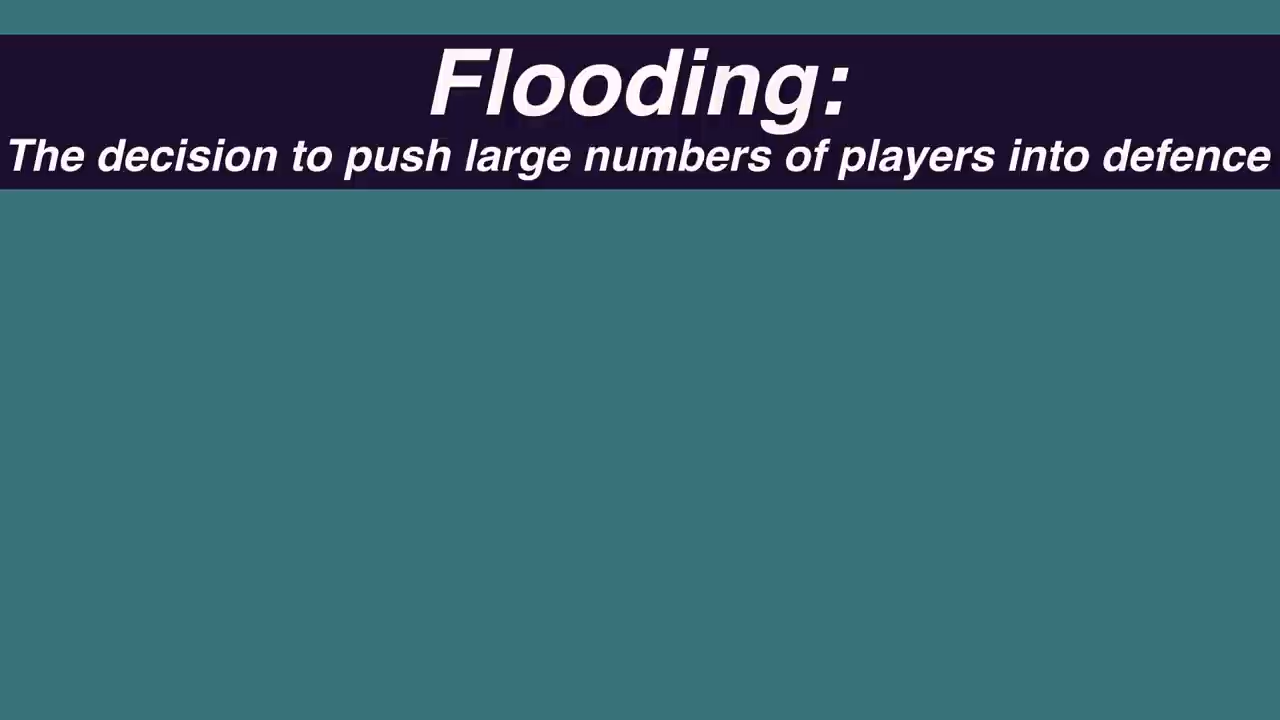 Flooding:
The decision to push large numbers of players into defence